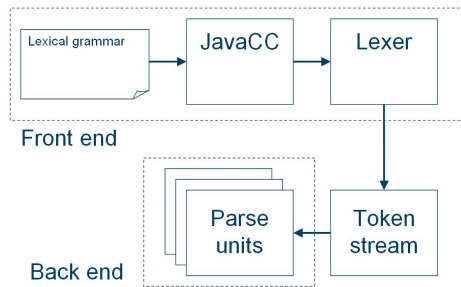 Lexical grammar
JavaCC
Lexer
Front end
Parse
units
Token
stream
Back end